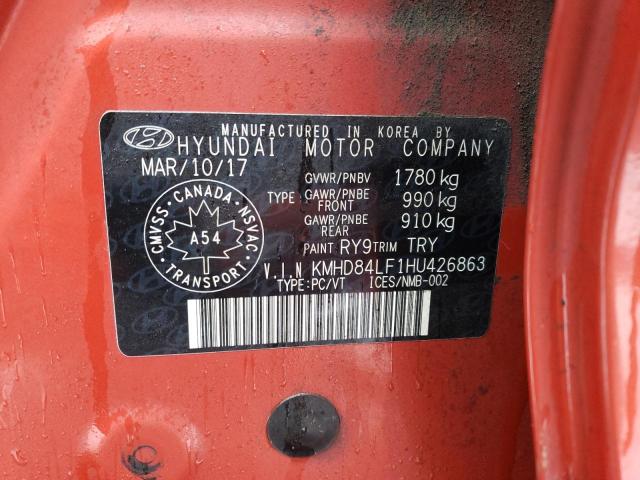 MANUFACTURED IN KOREA BY
HYUNDAI MOTOR COMPANY
MAR/10/17
GVWR/PNBV 1780 kg
TYPE GAWR/PNBE FRONT 990 kg
GAWR/PNBE REAR 910 kg
PAINT RY9 TRIM TRY
V.I.N KMHD84LF1HU426863
TYPE:PC/VT ICES/NMB-002
CMVSS · CANADA · NSVAC
A54
TRANSPORT